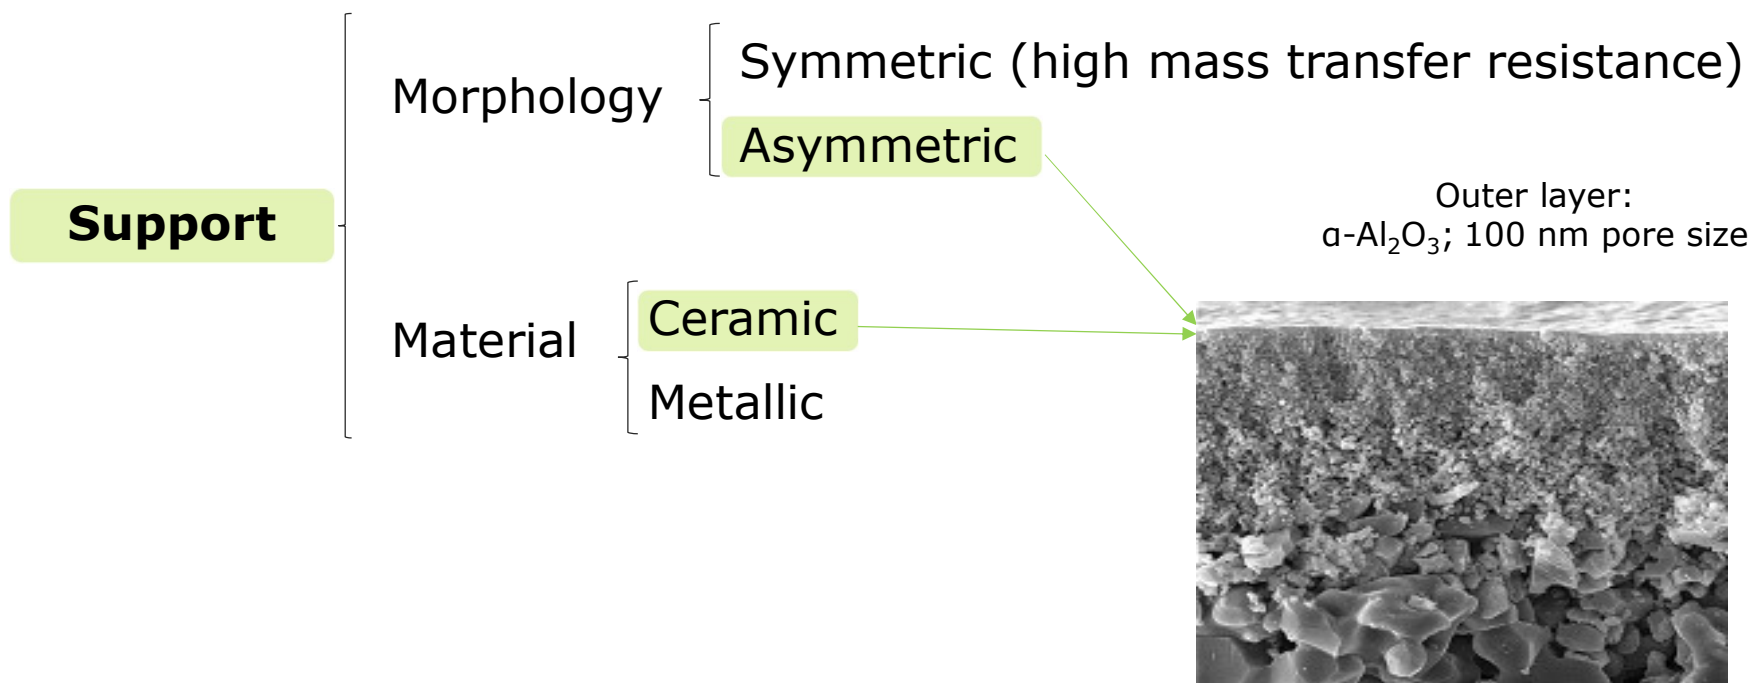 Support
Morphology
Symmetric (high mass transfer resistance)
Asymmetric
Material
Ceramic
Metallic
Outer layer:
α-Al₂O₃; 100 nm pore size